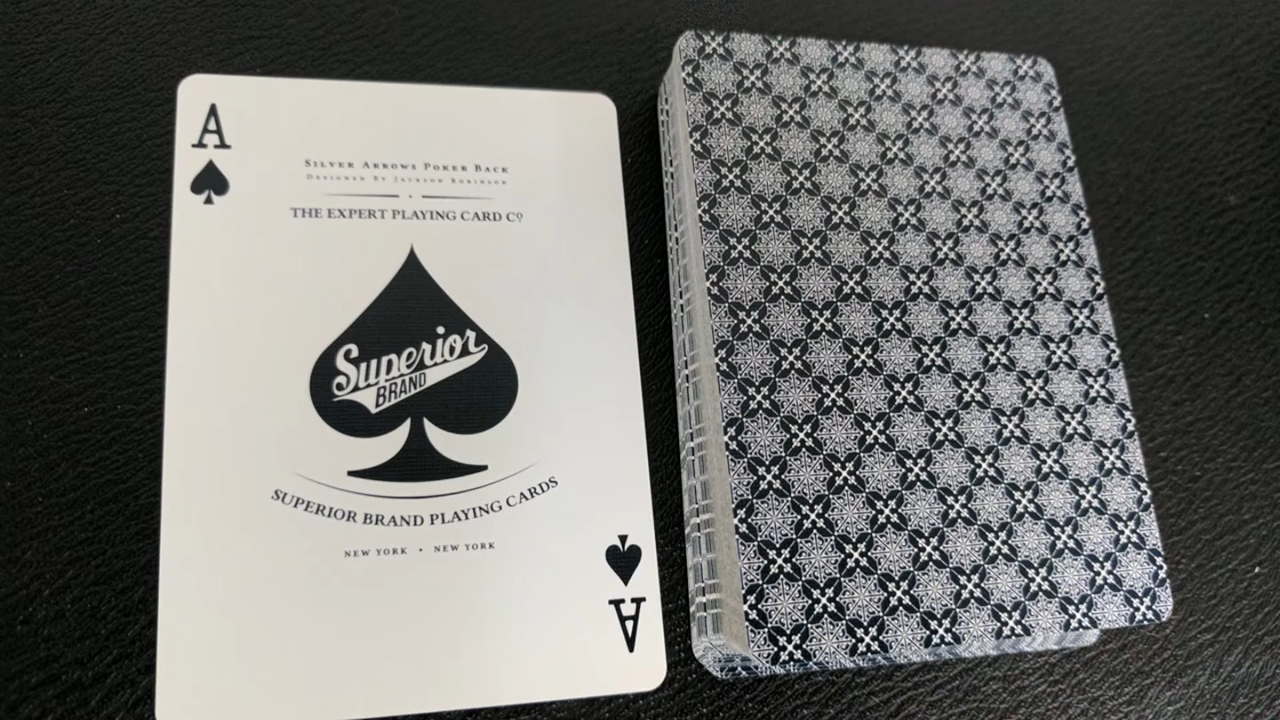 A
Silver Arrows Poker Back
Designed By Jackson Robinson
THE EXPERT PLAYING CARD Cº
Superior
BRAND
SUPERIOR BRAND PLAYING CARDS
NEW YORK • NEW YORK
A